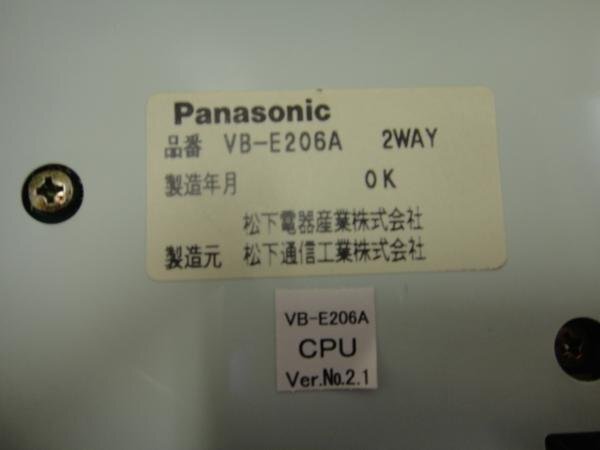 Panasonic
品番 VB-E206A 2WAY
製造年月 OK
松下電器産業株式会社
製造元 松下通信工業株式会社
VB-E206A
CPU
Ver.No.2.1